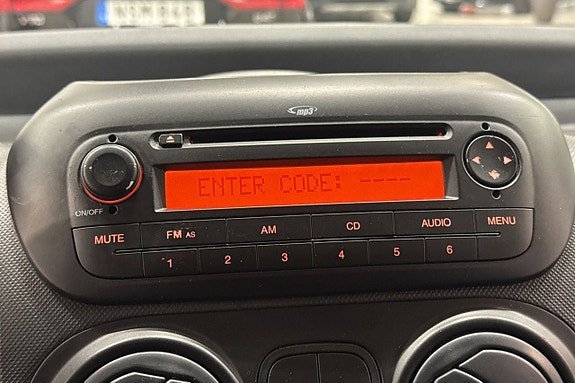 mp3
ENTER CODE: ----
ON/OFF
MUTE FM AS AM CD AUDIO MENU
1 2 3 4 5 6